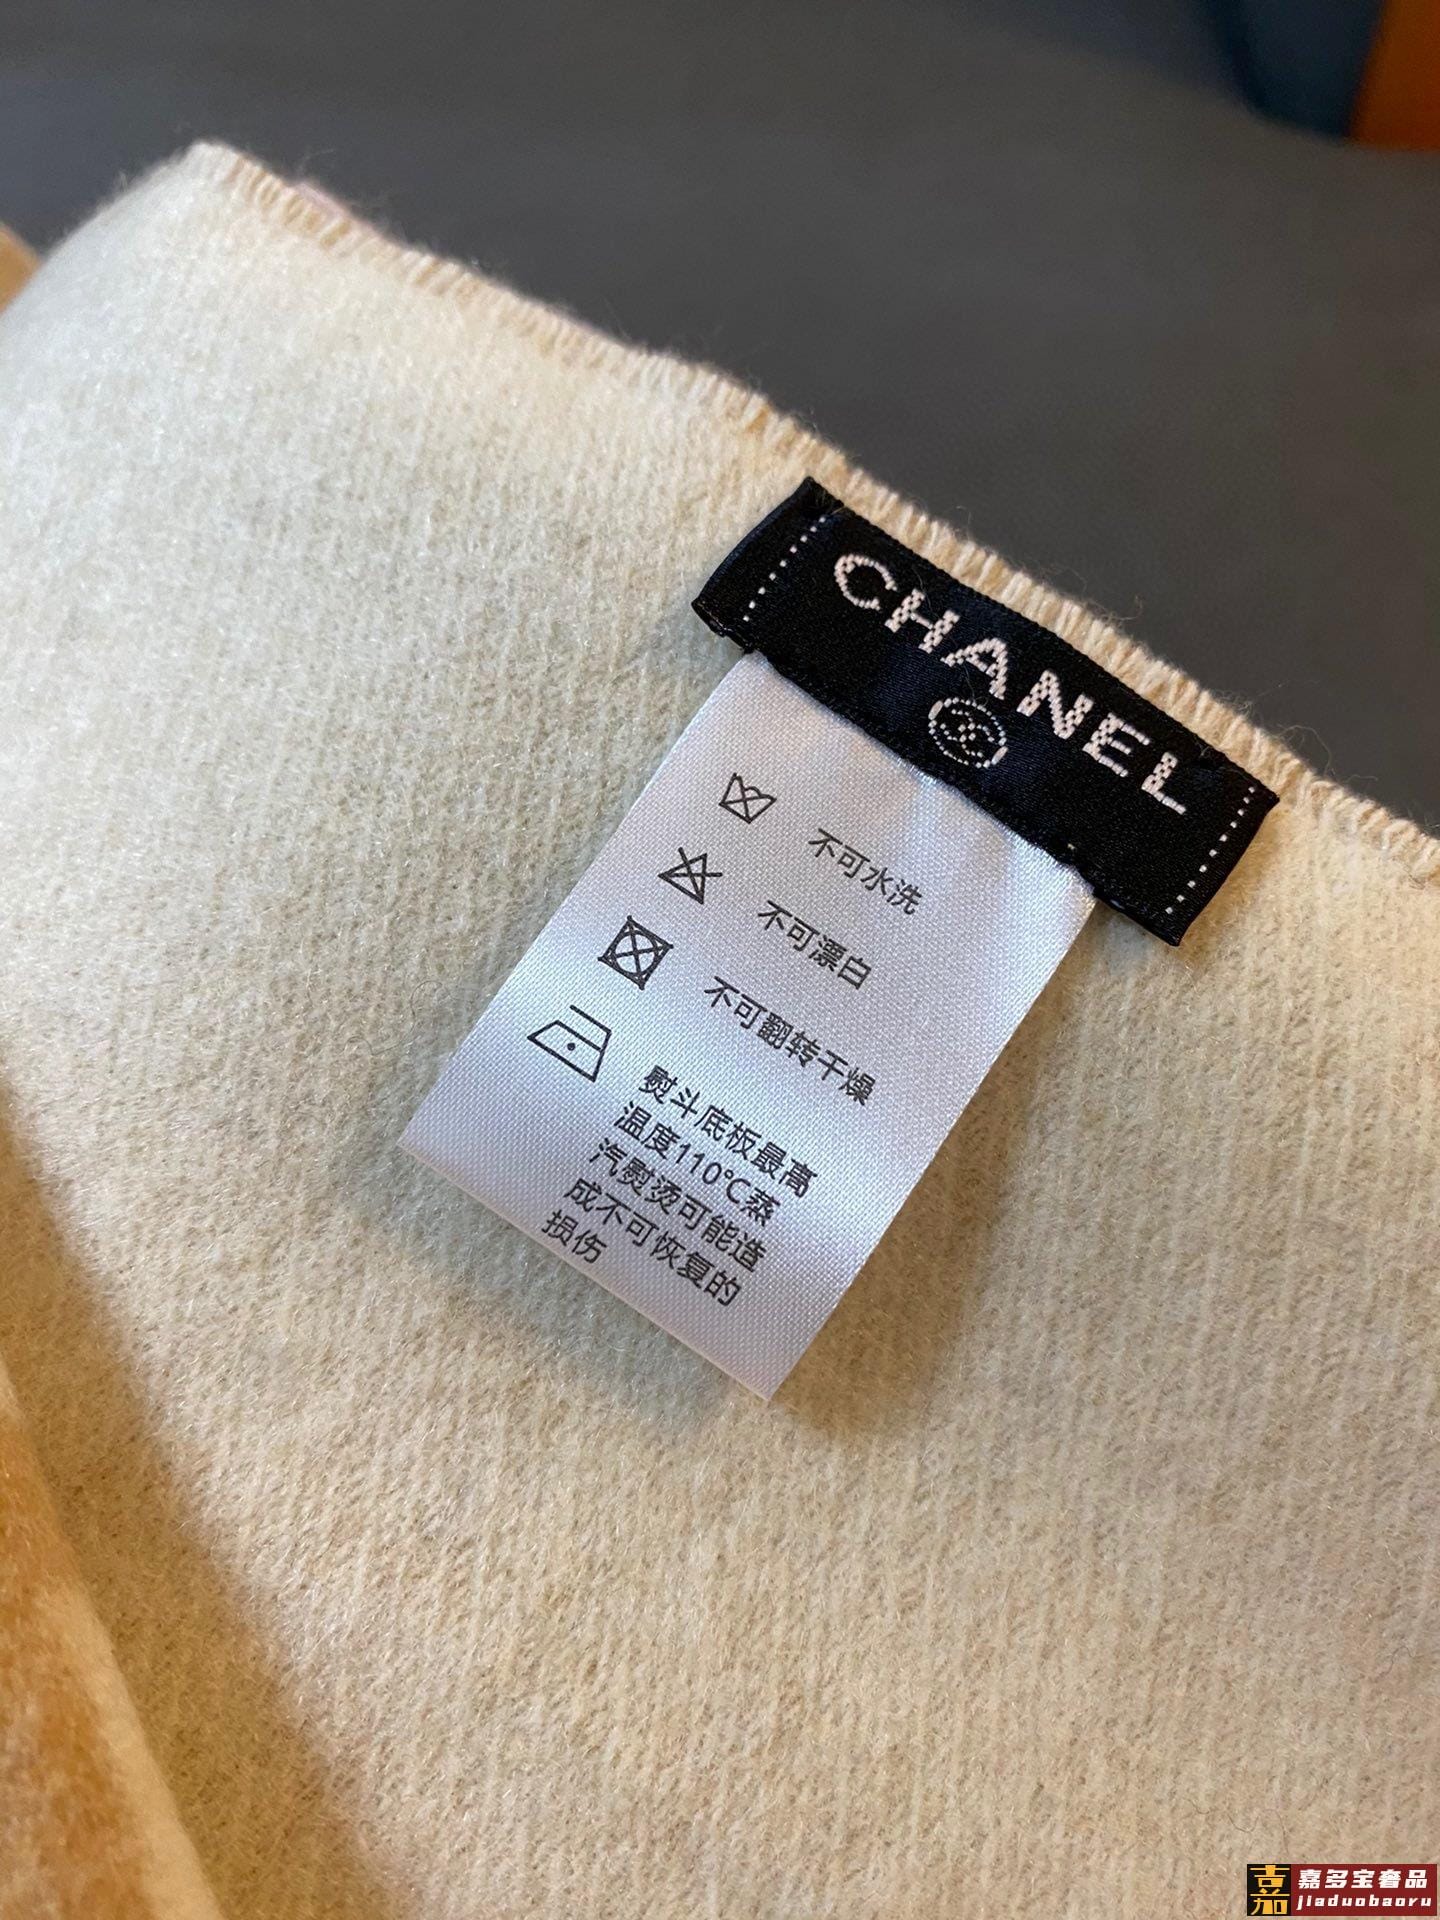 CHANEL
不可水洗
不可漂白
不可翻转干燥
熨斗底板最高
温度110℃蒸
汽熨烫可能造
成不可恢复的
损伤
嘉 嘉多宝奢品
jiaduobaoru